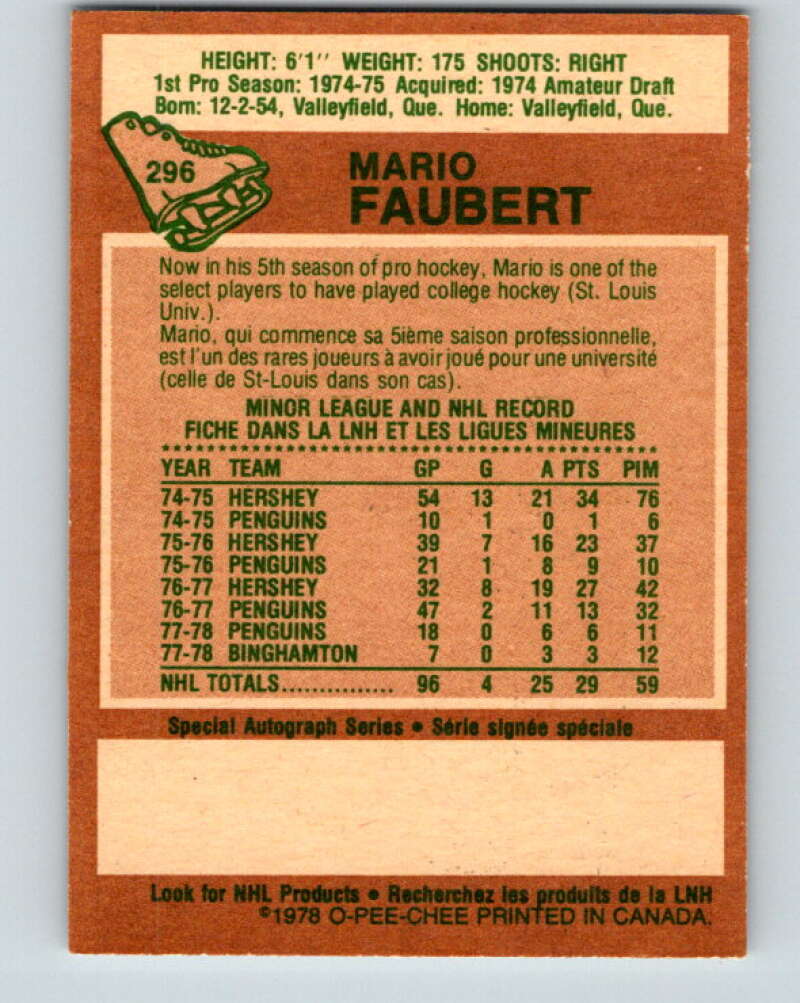 HEIGHT: 6'1'' WEIGHT: 175 SHOOTS: RIGHT
1st Pro Season: 1974-75 Acquired: 1974 Amateur Draft
Born: 12-2-54, Valleyfield, Que. Home: Valleyfield, Que.
296
MARIO
FAUBERT
Now in his 5th season of pro hockey, Mario is one of the
select players to have played college hockey (St. Louis
Univ.).
Mario, qui commence sa 5ième saison professionnelle,
est l'un des rares joueurs à avoir joué pour une université
(celle de St-Louis dans son cas).
MINOR LEAGUE AND NHL RECORD
FICHE DANS LA LNH ET LES LIGUES MINEURES
YEAR TEAM GP G A PTS PIM
74-75 HERSHEY 54 13 21 34 76
74-75 PENGUINS 10 1 0 1 6
75-76 HERSHEY 39 7 16 23 37
75-76 PENGUINS 21 1 8 9 10
76-77 HERSHEY 32 8 19 27 42
76-77 PENGUINS 47 2 11 13 32
77-78 PENGUINS 18 0 6 6 11
77-78 BINGHAMTON 7 0 3 3 12
NHL TOTALS............... 96 4 25 29 59
Special Autograph Series • Série signée spéciale
Look for NHL Products • Recherchez les produits de la LNH
©1978 O-PEE-CHEE PRINTED IN CANADA.